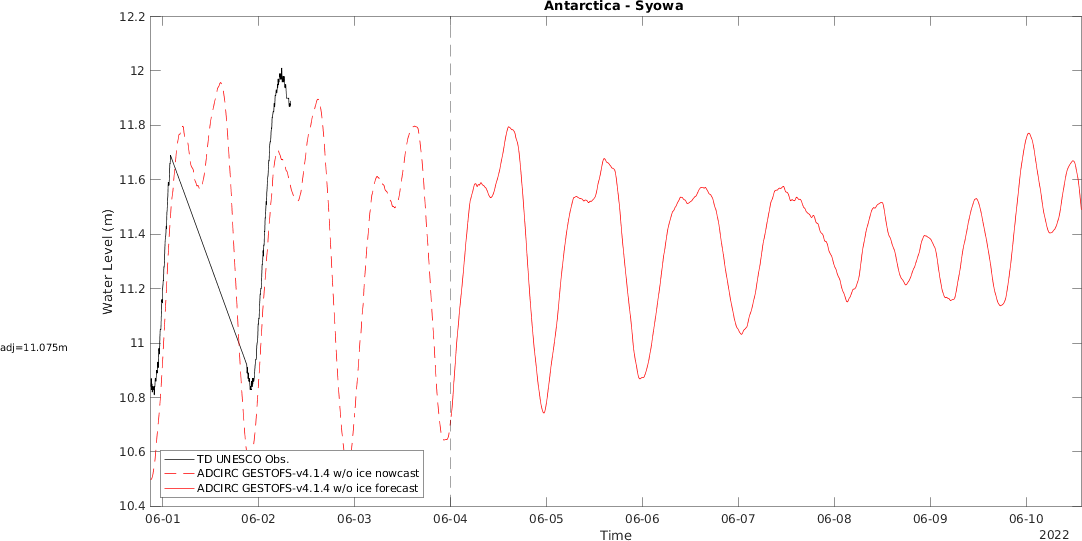 Antarctica - Syowa
12.2
12
11.8
11.6
11.4
11.2
11
10.8
10.6
10.4
Water Level (m)
adj=11.075m
TD UNESCO Obs.
ADCIRC GESTOFS-v4.1.4 w/o ice nowcast
ADCIRC GESTOFS-v4.1.4 w/o ice forecast
06-01 06-02 06-03 06-04 06-05 06-06 06-07 06-08 06-09 06-10
Time
2022